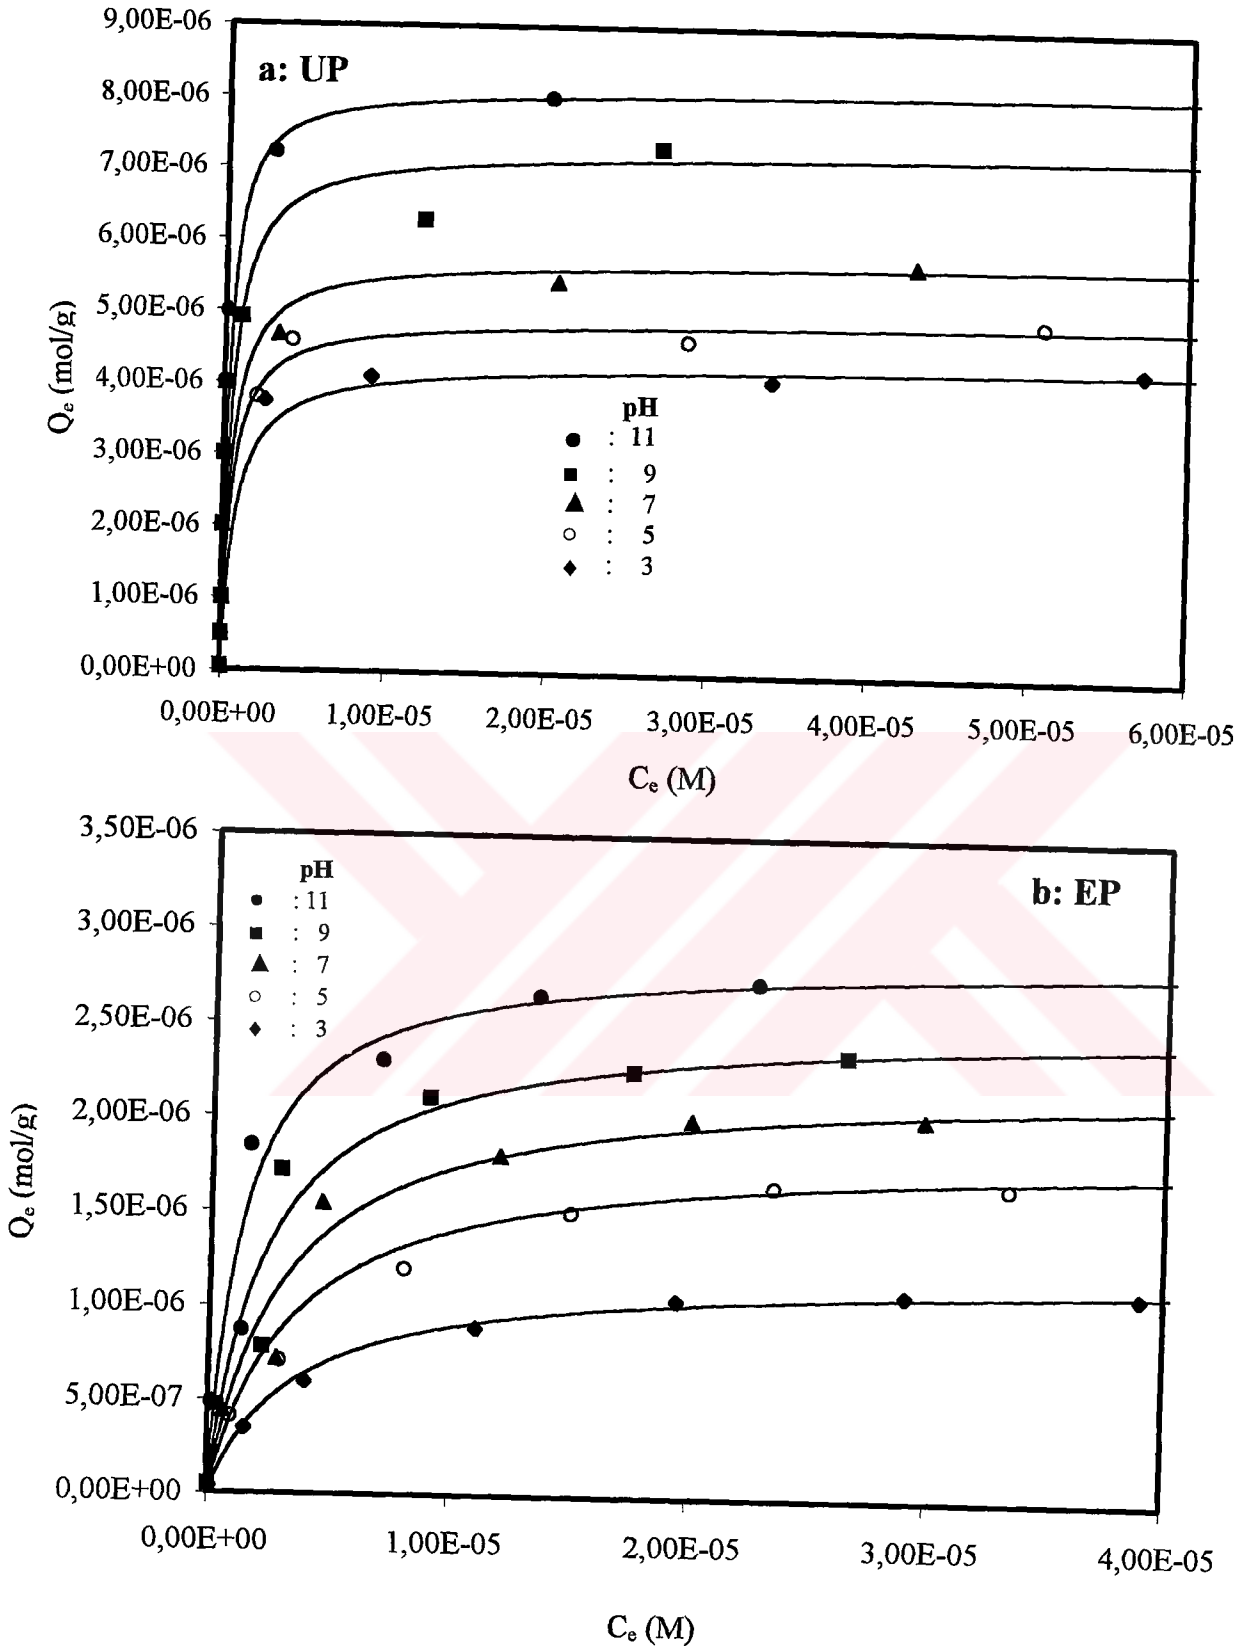 9,00E-06
8,00E-06
7,00E-06
6,00E-06
5,00E-06
4,00E-06
3,00E-06
2,00E-06
1,00E-06
0,00E+00
Qe (mol/g)
a: UP
pH
: 11
: 9
: 7
: 5
: 3
0,00E+00 1,00E-05 2,00E-05 3,00E-05 4,00E-05 5,00E-05 6,00E-05
Ce (M)
3,50E-06
3,00E-06
2,50E-06
2,00E-06
1,50E-06
1,00E-06
5,00E-07
0,00E+00
Qe (mol/g)
pH
: 11
: 9
: 7
: 5
: 3
b: EP
0,00E+00 1,00E-05 2,00E-05 3,00E-05 4,00E-05
Ce (M)